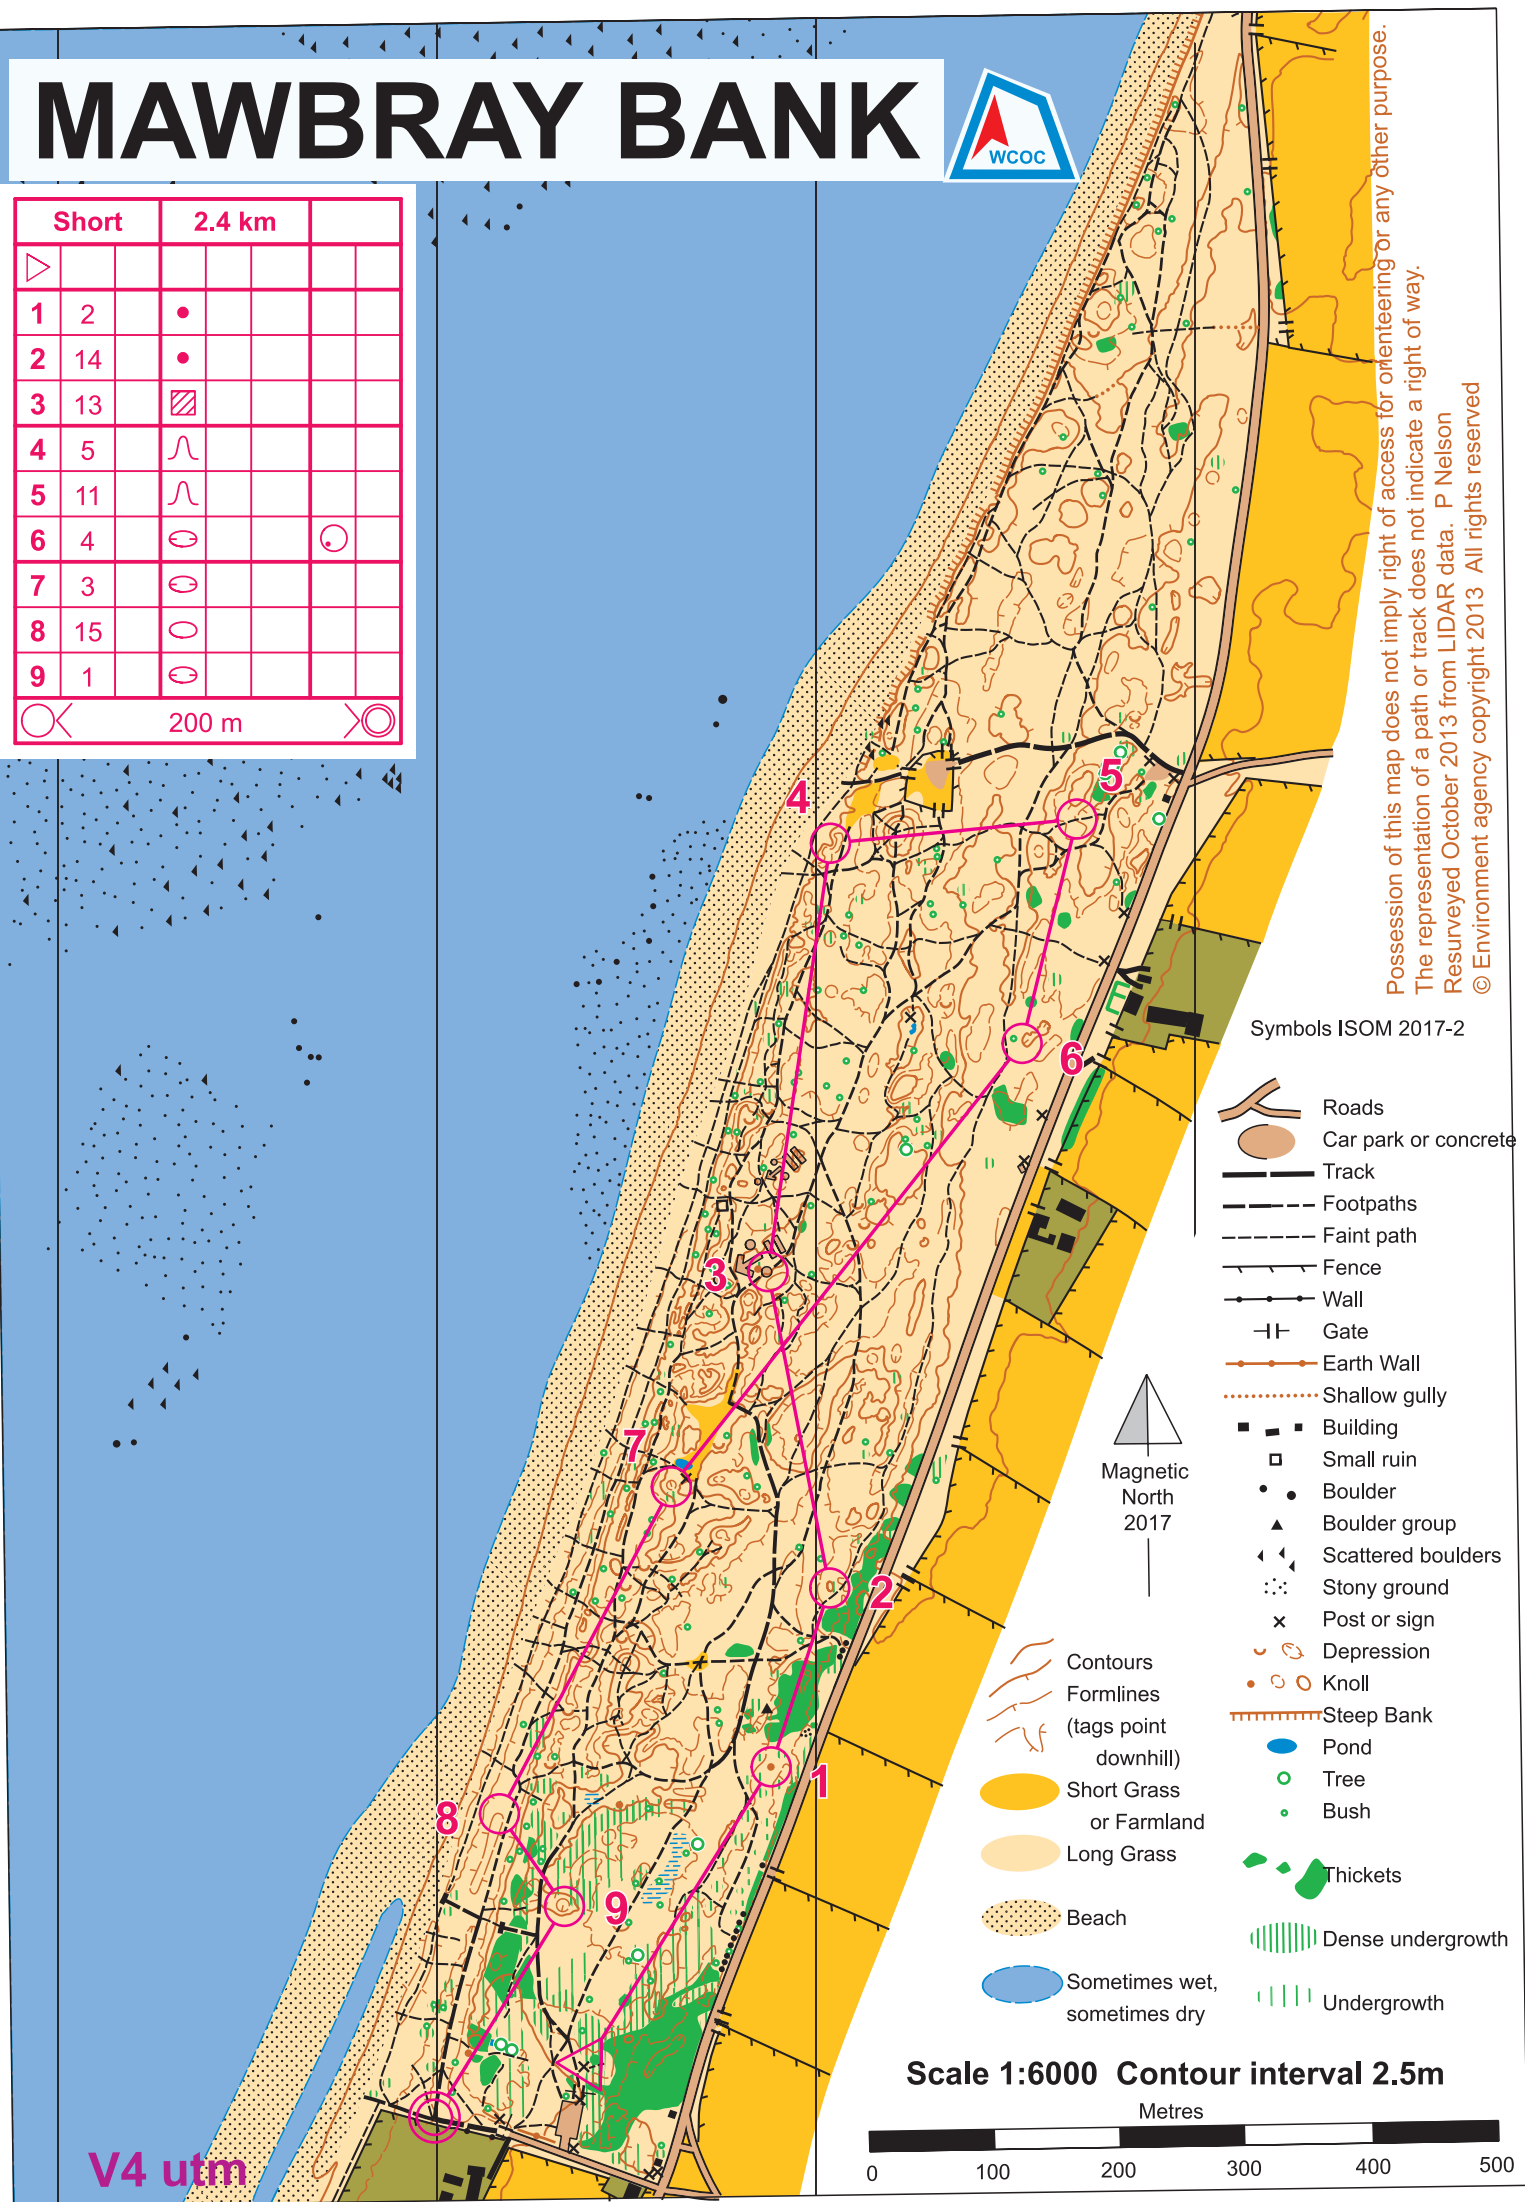 MAWBRAY BANK
WCOC
Short 2.4 km
1 2
2 14
3 13
4 5
5 11
6 4
7 3
8 15
9 1
200 m
Possession of this map does not imply right of access for orienteering or any other purpose.
The representation of a path or track does not indicate a right of way.
Resurveyed October 2013 from LIDAR data. P Nelson
© Environment agency copyright 2013 All rights reserved
4
5
6
3
7
2
1
8
9
Symbols ISOM 2017-2
Roads
Car park or concrete
Track
Footpaths
Faint path
Fence
Wall
Gate
Earth Wall
Shallow gully
Building
Small ruin
Boulder
Boulder group
Scattered boulders
Stony ground
Post or sign
Depression
Knoll
Steep Bank
Pond
Tree
Bush
Thickets
Dense undergrowth
Undergrowth
Magnetic
North
2017
Contours
Formlines
(tags point
downhill)
Short Grass
or Farmland
Long Grass
Beach
Sometimes wet,
sometimes dry
Scale 1:6000 Contour interval 2.5m
Metres
0 100 200 300 400 500
V4 utm